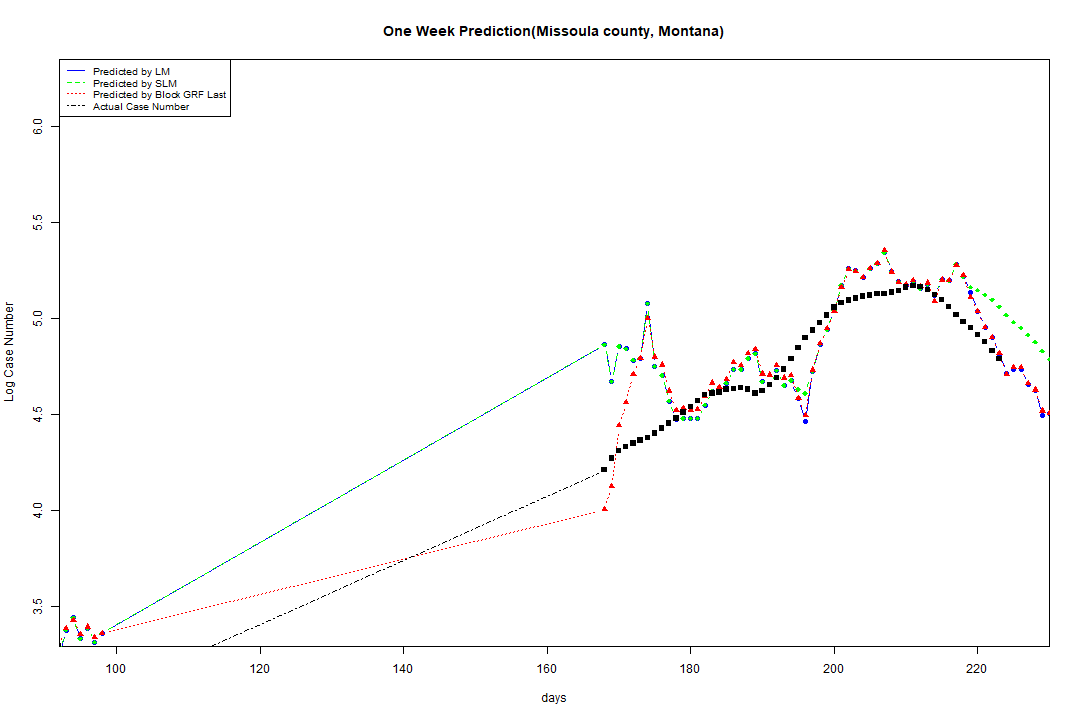 One Week Prediction(Missoula county, Montana)
Predicted by LM
Predicted by SLM
Predicted by Block GRF Last
Actual Case Number
6.0
5.5
5.0
4.5
4.0
3.5
Log Case Number
100 120 140 160 180 200 220
days